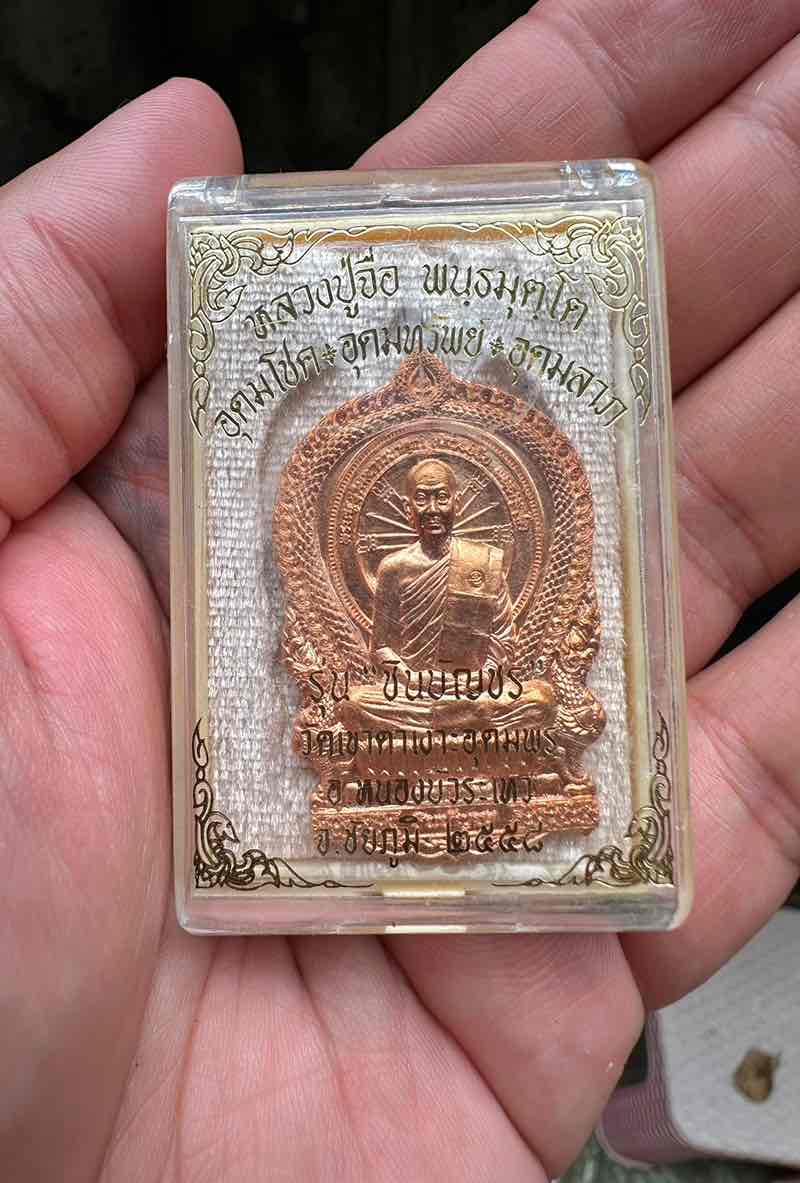 หลวงปู่จื่อ พนฺธมุตฺโต
อุดมโชค อุดมทรัพย์ อุดมลาภ
รุ่น "ชินบัญชร"
วัดเขาตาเงาะอุดมพร
อ.หนองบัวระเหว
จ.ชัยภูมิ ๒๕๕๘